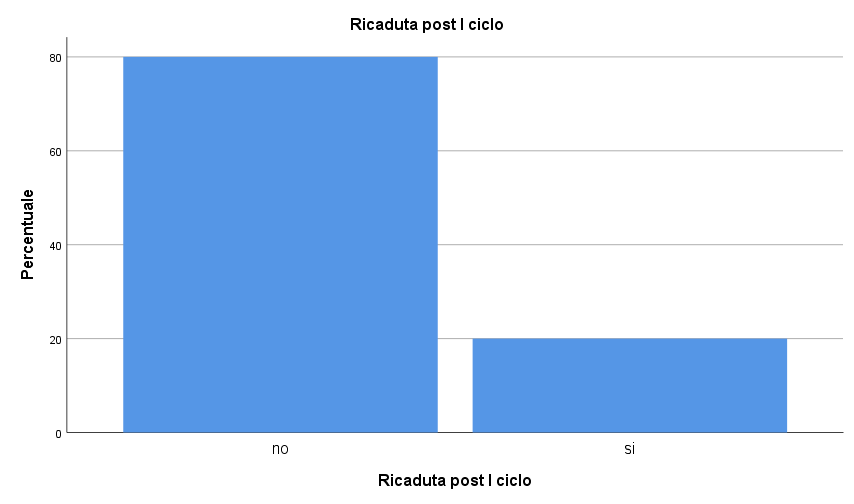 Ricaduta post I ciclo
Percentuale
80
60
40
20
0
no
si
Ricaduta post I ciclo